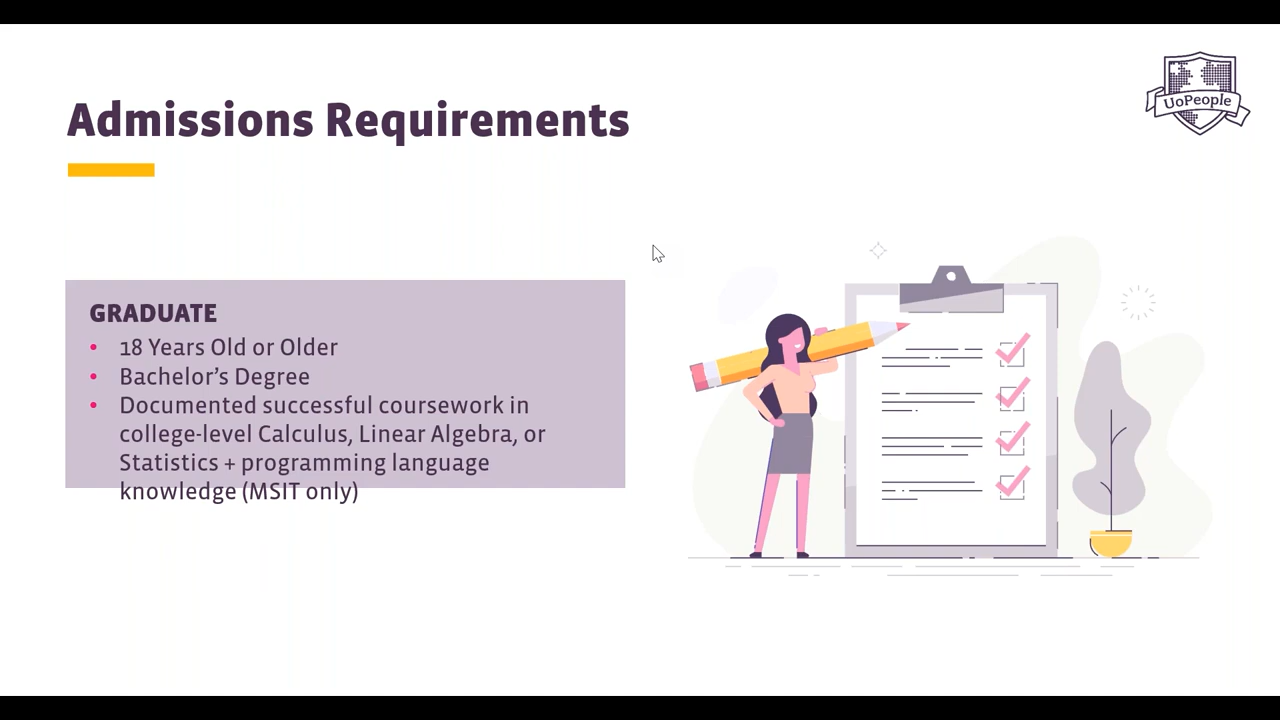 Admissions Requirements
UoPeople
GRADUATE
• 18 Years Old or Older
• Bachelor’s Degree
• Documented successful coursework in
college-level Calculus, Linear Algebra, or
Statistics + programming language
knowledge (MSIT only)